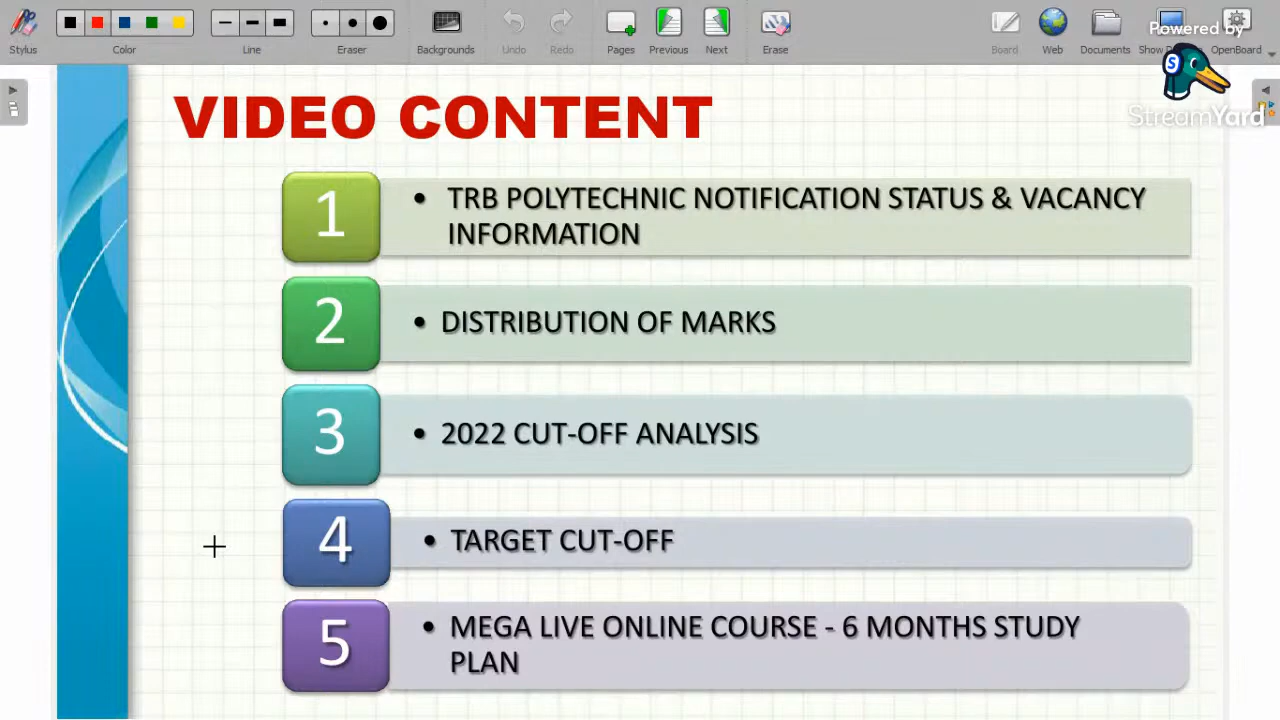 Stylus
Color
Line
Eraser
Backgrounds
Undo
Redo
Pages
Previous
Next
Erase
Board
Web
Documents
Show
OpenBoard
Powered by
S
StreamYard
VIDEO CONTENT
1
• TRB POLYTECHNIC NOTIFICATION STATUS & VACANCY
INFORMATION
2
• DISTRIBUTION OF MARKS
3
• 2022 CUT-OFF ANALYSIS
4
• TARGET CUT-OFF
5
• MEGA LIVE ONLINE COURSE - 6 MONTHS STUDY
PLAN